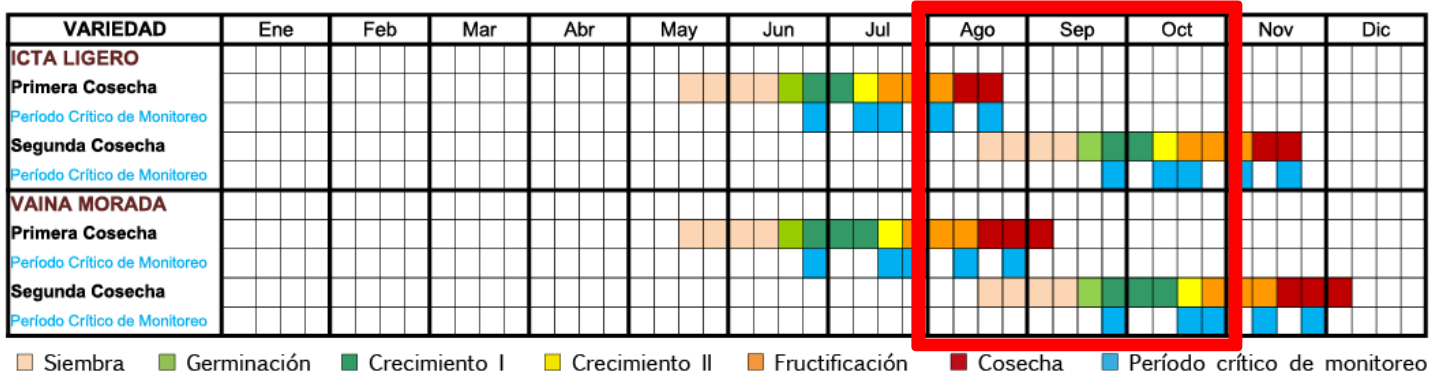 VARIEDAD Ene Feb Mar Abr May Jun Jul Ago Sep Oct Nov Dic
ICTA LIGERO
Primera Cosecha
Período Crítico de Monitoreo
Segunda Cosecha
Período Crítico de Monitoreo
VAINA MORADA
Primera Cosecha
Período Crítico de Monitoreo
Segunda Cosecha
Período Crítico de Monitoreo
Siembra Germinación Crecimiento I Crecimiento II Fructificación Cosecha Período crítico de monitoreo